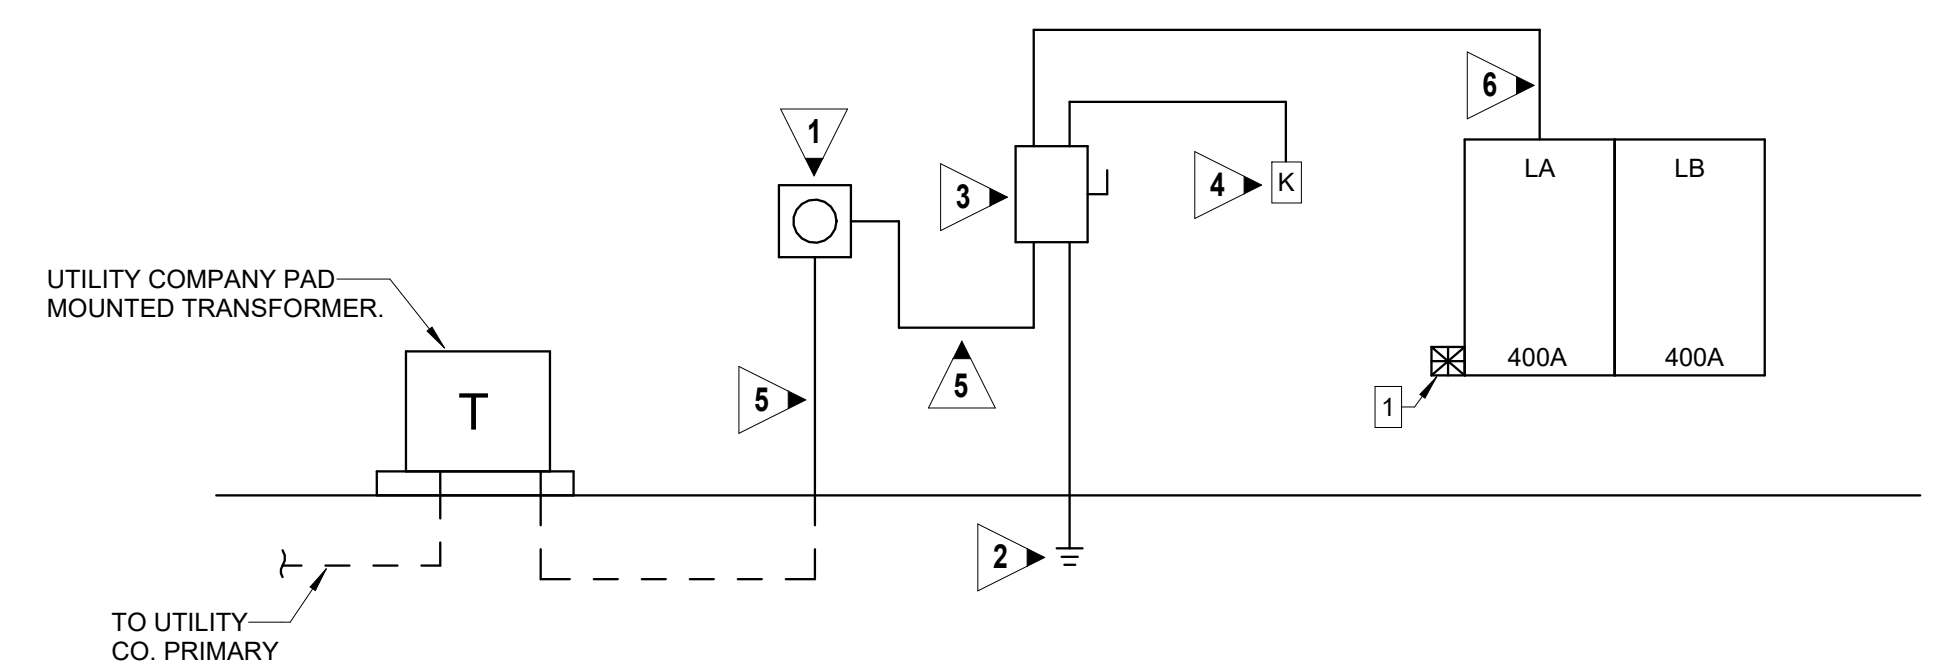 6
1
LA
LB
3
4
K
UTILITY COMPANY PAD
MOUNTED TRANSFORMER.
400A
400A
T
5
5
1
2
TO UTILITY
CO. PRIMARY